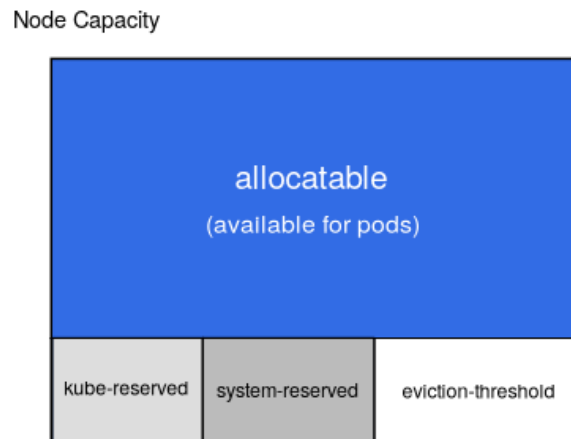 Node Capacity
allocatable
(available for pods)
kube-reserved
system-reserved
eviction-threshold